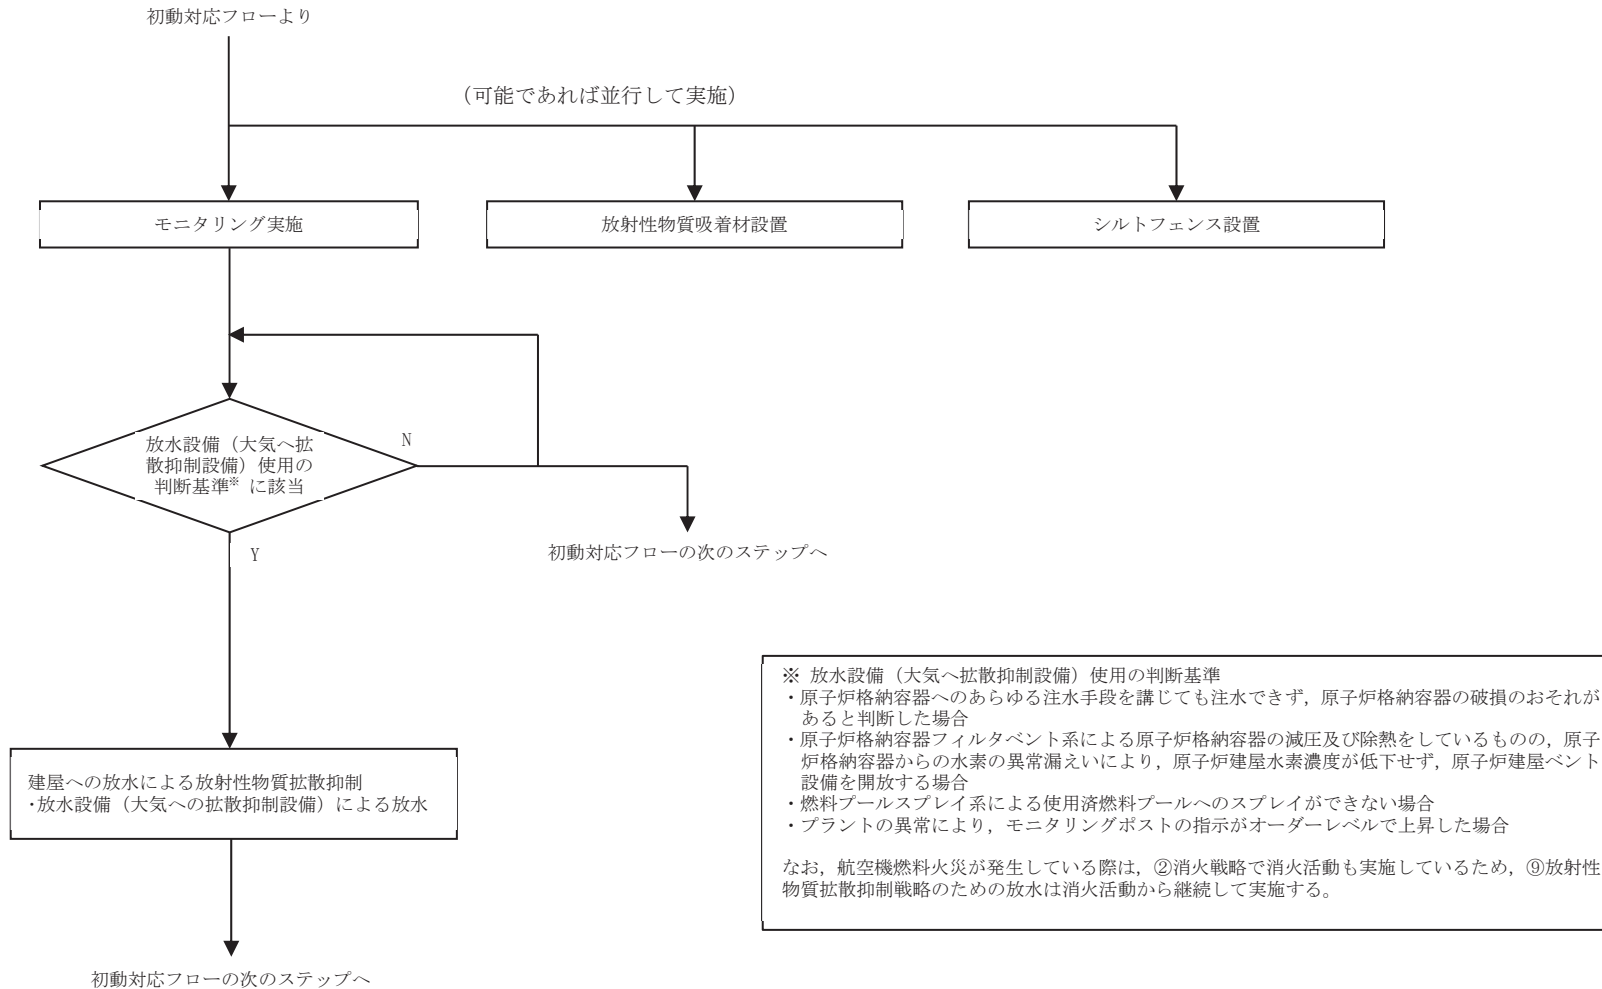 初動対応フローより
(可能であれば並行して実施)
モニタリング実施
放射性物質吸着材設置
シルトフェンス設置
放水設備（大気へ拡
散抑制設備）使用の
判断基準※ に該当
N
Y
初動対応フローの次のステップへ
建屋への放水による放射性物質拡散抑制
・放水設備（大気への拡散抑制設備）による放水
初動対応フローの次のステップへ
※ 放水設備（大気へ拡散抑制設備）使用の判断基準
・原子炉格納容器へのあらゆる注水手段を講じても注水できず，原子炉格納容器の破損のおそれが
あると判断した場合
・原子炉格納容器フィルタベント系による原子炉格納容器の減圧及び除熱をしているものの，原子
炉格納容器からの水素の異常漏えいにより，原子炉建屋水素濃度が低下せず，原子炉建屋ベント
設備を開放する場合
・燃料プールスプレイ系による使用済燃料プールへのスプレイができない場合
・プラントの異常により，モニタリングポストの指示がオーダーレベルで上昇した場合
なお，航空機燃料火災が発生している際は，②消火戦略で消火活動も実施しているため，⑨放射性
物質拡散抑制戦略のための放水は消火活動から継続して実施する。